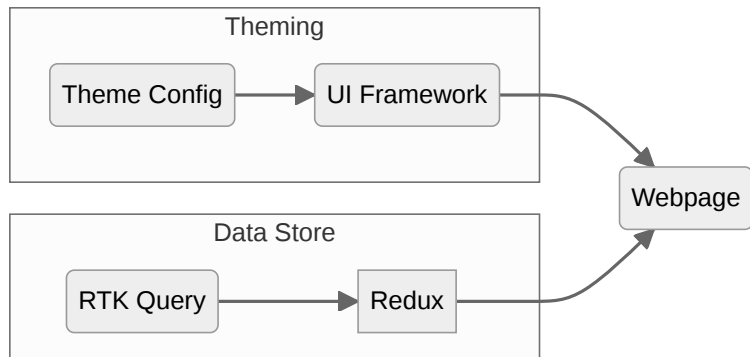 Theming
Theme Config
UI Framework
Webpage
Data Store
RTK Query
Redux